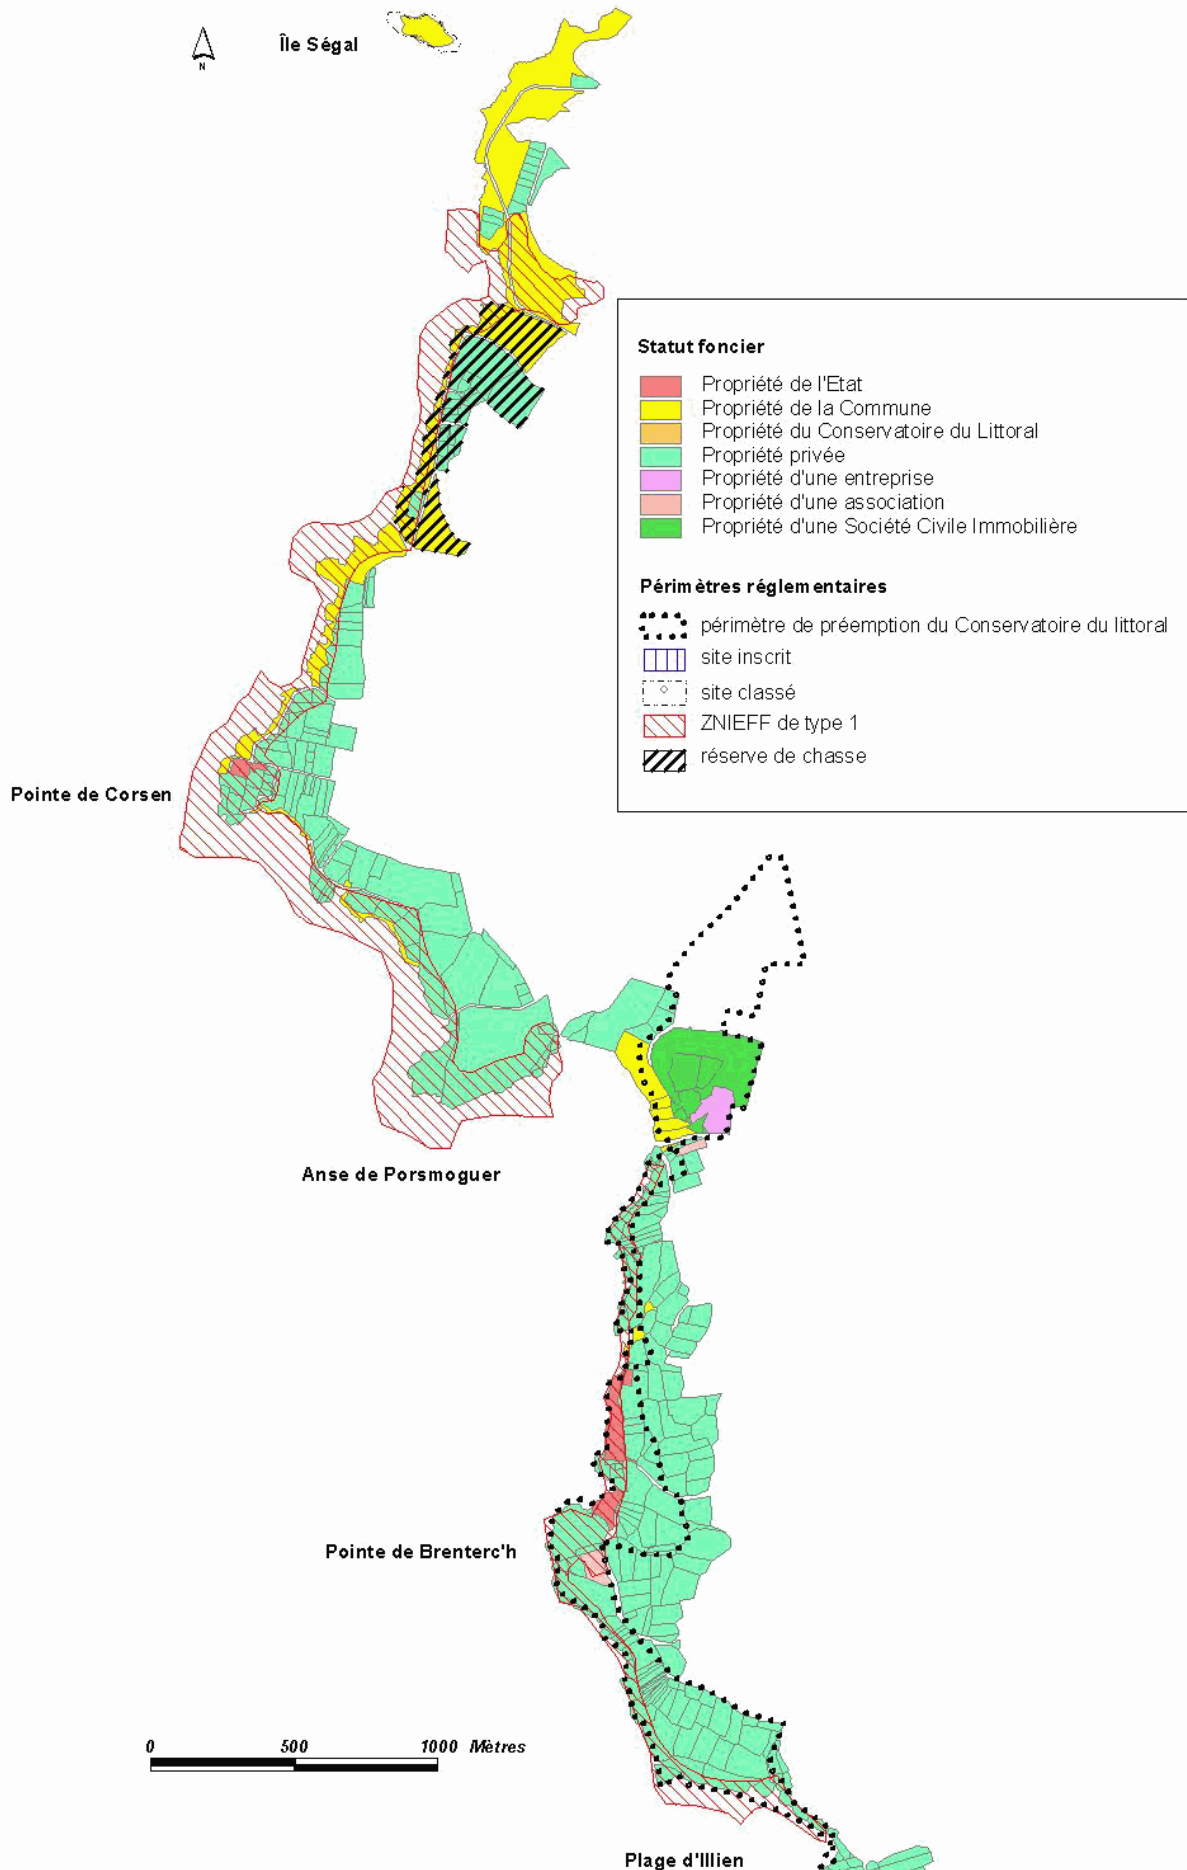 Île Ségal
N
Statut foncier
Propriété de l'Etat
Propriété de la Commune
Propriété du Conservatoire du Littoral
Propriété privée
Propriété d'une entreprise
Propriété d'une association
Propriété d'une Société Civile Immobilière
Périmètres réglementaires
périmètre de préemption du Conservatoire du littoral
site inscrit
site classé
ZNIEFF de type 1
réserve de chasse
Pointe de Corsen
Anse de Porsmoguer
Pointe de Brenterc'h
0 500 1000 Mètres
Plage d'Illien